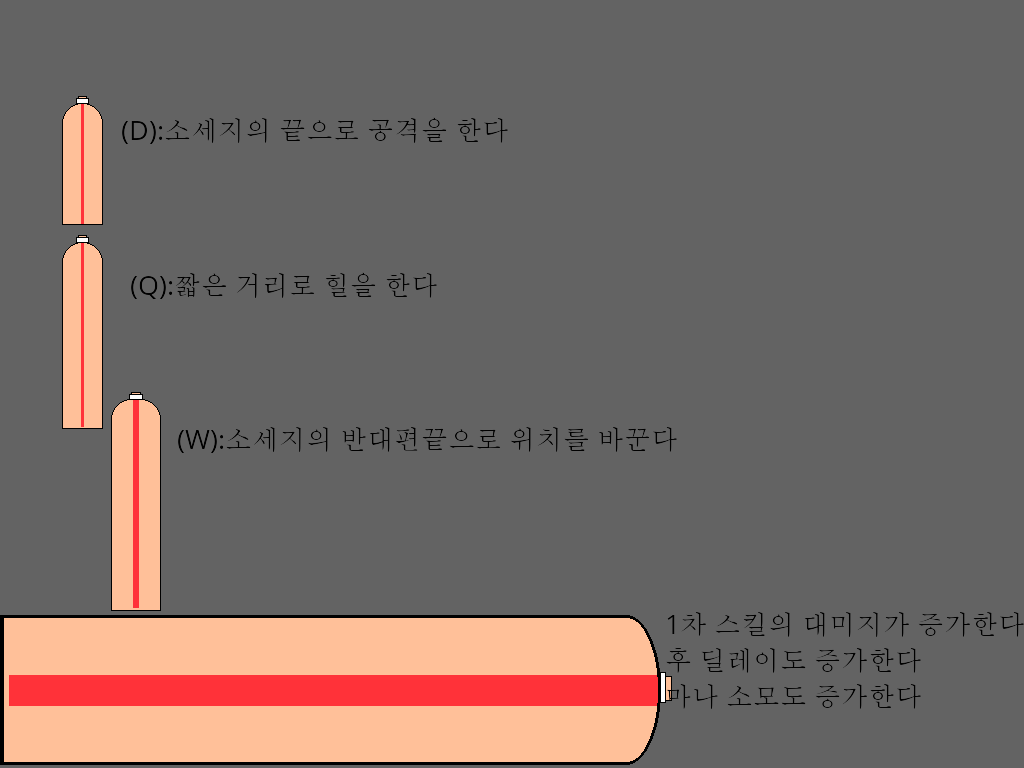 (D):소세지의 끝으로 공격을 한다
(Q):짧은 거리로 힐을 한다
(W):소세지의 반대편끝으로 위치를 바꾼다
1차 스킬의 대미지가 증가한다
후 딜레이도 증가한다
마나 소모도 증가한다